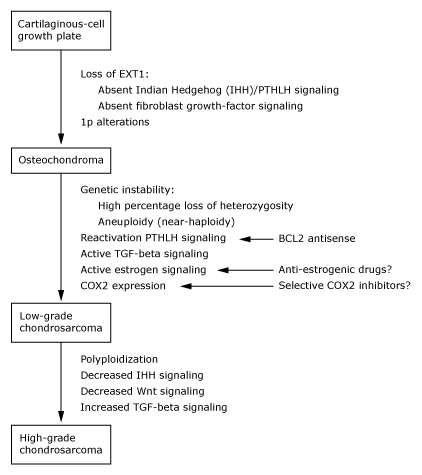 Cartilaginous-cell
growth plate
Loss of EXT1:
Absent Indian Hedgehog (IHH)/PTHLH signaling
Absent fibroblast growth-factor signaling
1p alterations
Osteochondroma
Genetic instability:
High percentage loss of heterozygosity
Aneuploidy (near-haploidy)
Reactivation PTHLH signaling
BCL2 antisense
Active TGF-beta signaling
Active estrogen signaling
Anti-estrogenic drugs?
COX2 expression
Selective COX2 inhibitors?
Low-grade
chondrosarcoma
Polyploidization
Decreased IHH signaling
Decreased Wnt signaling
Increased TGF-beta signaling
High-grade
chondrosarcoma